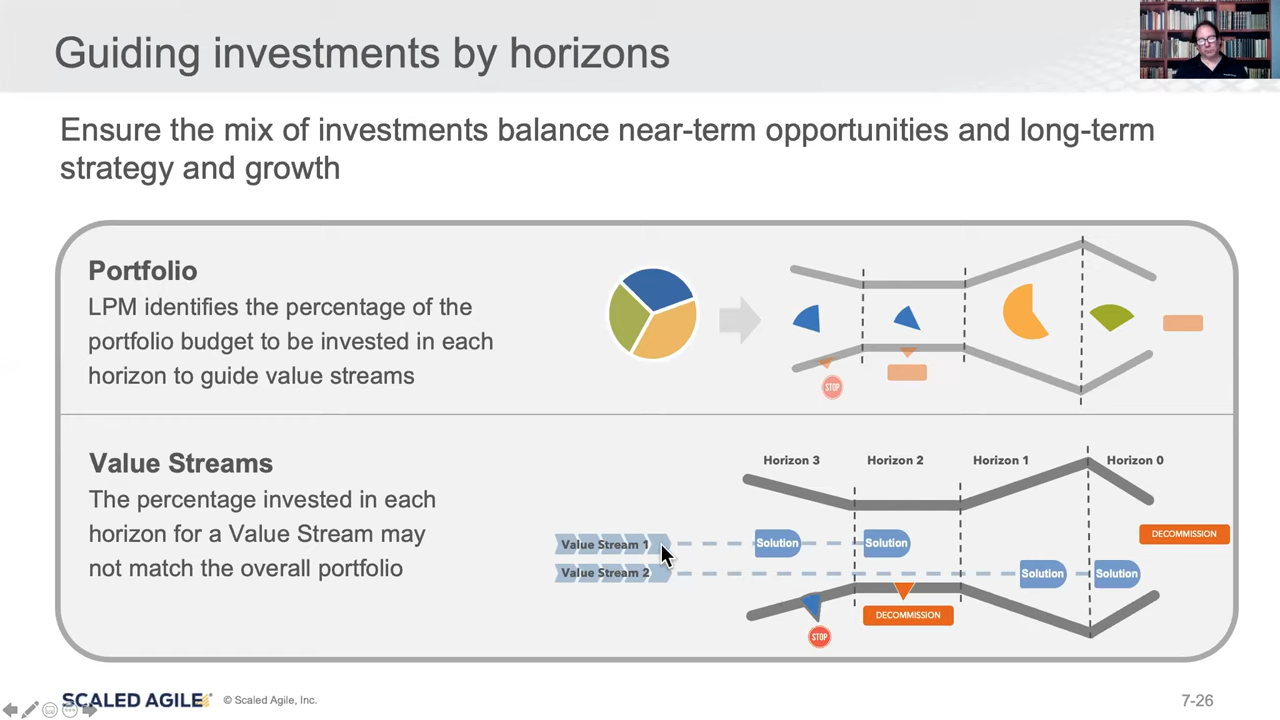 Guiding investments by horizons
Ensure the mix of investments balance near-term opportunities and long-term
strategy and growth
Portfolio
LPM identifies the percentage of the
portfolio budget to be invested in each
horizon to guide value streams
STOP
Value Streams
The percentage invested in each
horizon for a Value Stream may
not match the overall portfolio
Horizon 3
Horizon 2
Horizon 1
Horizon 0
Value Stream 1
Solution
Solution
DECOMMISSION
Value Stream 2
Solution
Solution
DECOMMISSION
STOP
SCALED AGILE
© Scaled Agile, Inc.
7-26